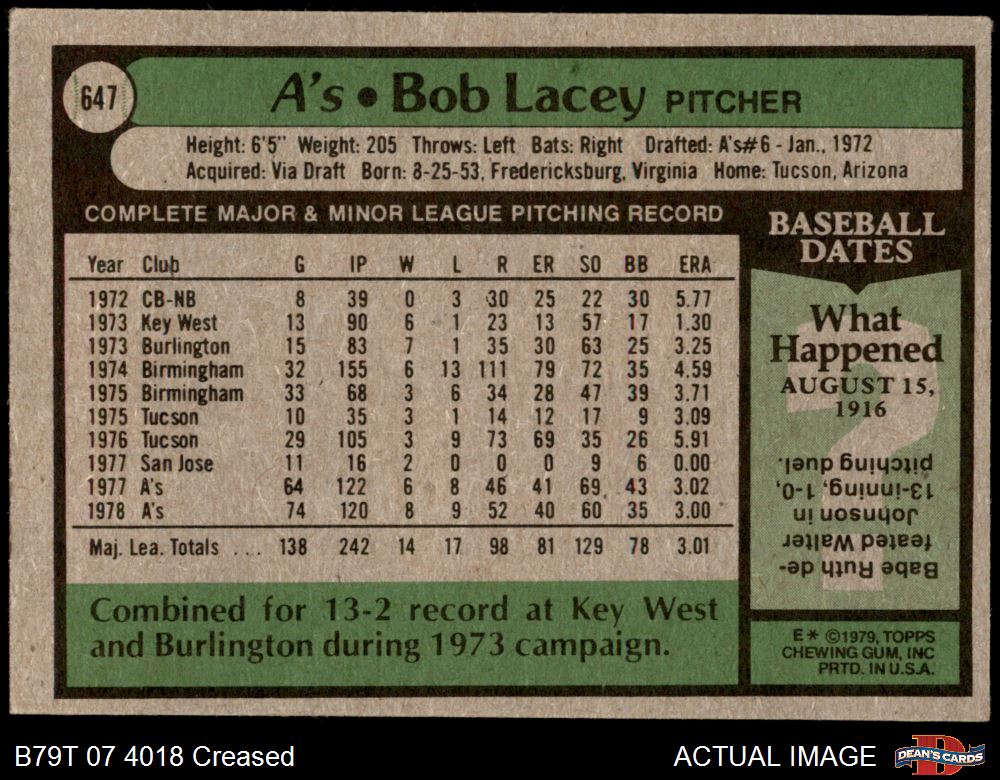 647
A's • Bob Lacey PITCHER
Height: 6'5" Weight: 205 Throws: Left Bats: Right Drafted: A's#6 - Jan., 1972
Acquired: Via Draft Born: 8-25-53, Fredericksburg, Virginia Home: Tucson, Arizona
COMPLETE MAJOR & MINOR LEAGUE PITCHING RECORD
Year Club G IP W L R ER SO BB ERA
1972 CB-NB 8 39 0 3 30 25 22 30 5.77
1973 Key West 13 90 6 1 23 13 57 17 1.30
1973 Burlington 15 83 7 1 35 30 63 25 3.25
1974 Birmingham 32 155 6 13 111 79 72 35 4.59
1975 Birmingham 33 68 3 6 34 28 47 39 3.71
1975 Tucson 10 35 3 1 14 12 17 9 3.09
1976 Tucson 29 105 3 9 73 69 35 26 5.91
1977 San Jose 11 16 2 0 0 0 9 6 0.00
1977 A's 64 122 6 8 46 41 69 43 3.02
1978 A's 74 120 8 9 52 40 60 35 3.00
Maj. Lea. Totals ... 138 242 14 17 98 81 129 78 3.01
Combined for 13-2 record at Key West
and Burlington during 1973 campaign.
BASEBALL
DATES
What
Happened
AUGUST 15,
1916
Babe Ruth de-
feated Walter
Johnson in
13-inning, 1-0,
pitching duel.
E* ©1979, TOPPS
CHEWING GUM, INC
PRTD. IN U.S.A.
B79T 07 4018 Creased
ACTUAL IMAGE
DEAN'S CARDS